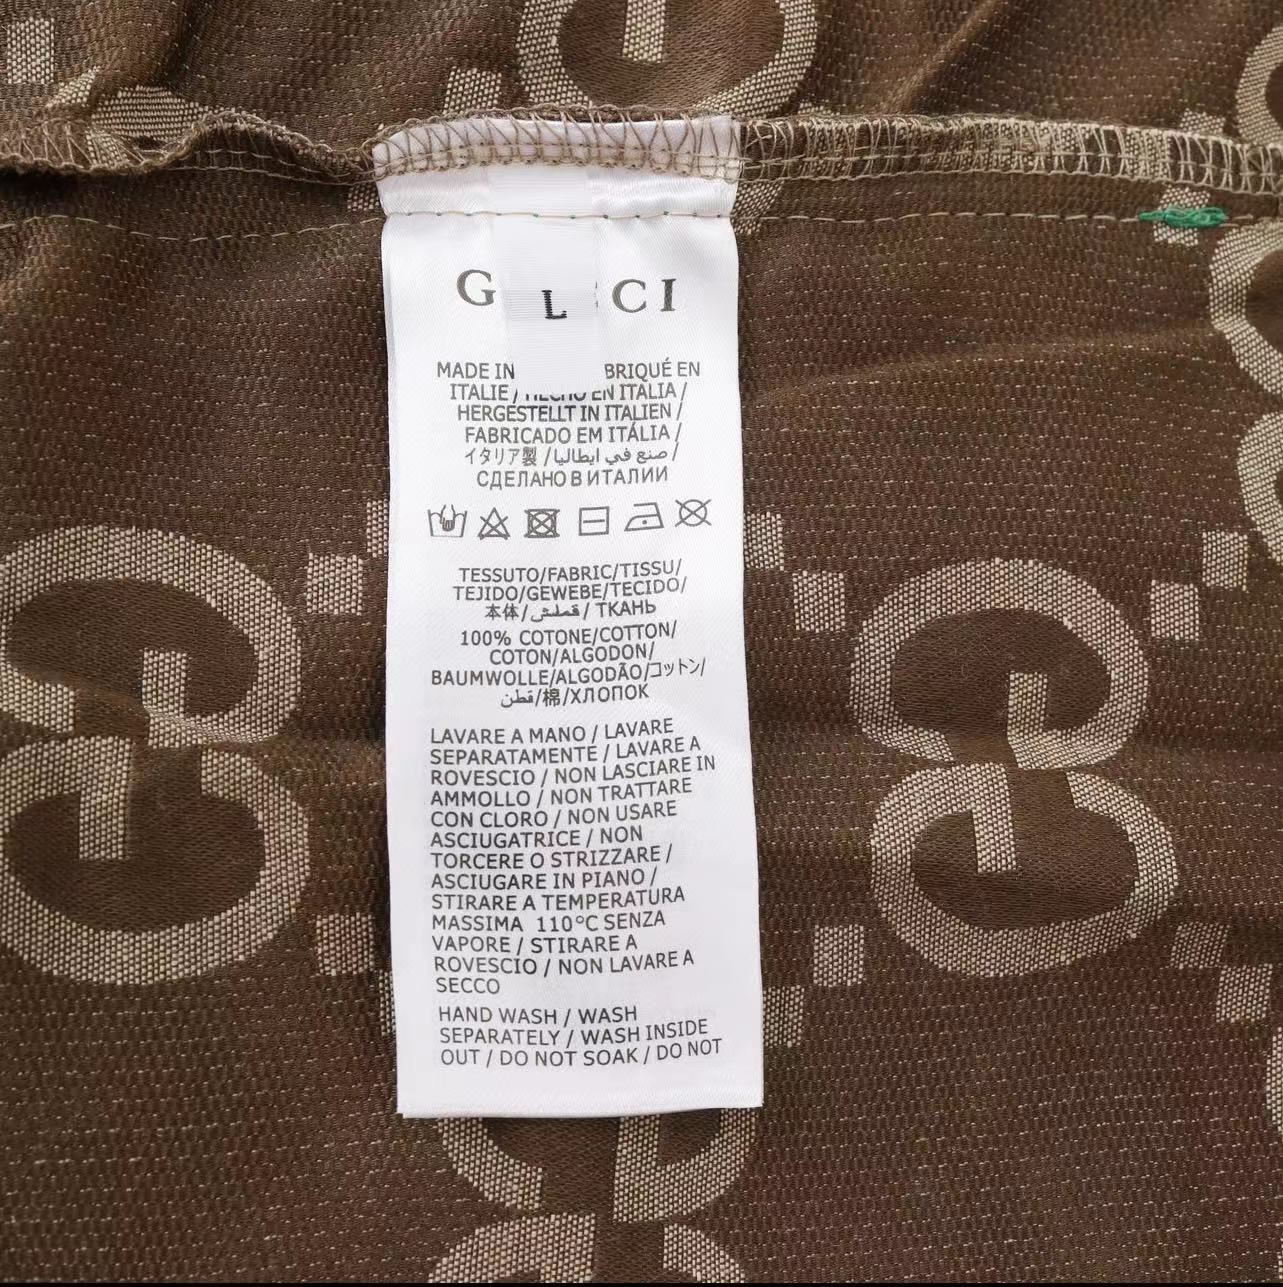 G CI
L
MADE IN BRIQUÉ EN
ITALIE / HECHO EN ITALIA /
HERGESTELLT IN ITALIEN /
FABRICADO EM ITÁLIA /
イタリア製 / صنع في ايطاليا /
СДЕЛАНО В ИТАЛИИ
TESSUTO/FABRIC/TISSU/
TEJIDO/GEWEBE/TECIDO/
本体/قملش/ ТКАНЬ
100% COTONE/COTTON/
COTON/ALGODON/
BAUMWOLLE/ALGODÃO/コットン/
قطن/棉/ХЛОПОК
LAVARE A MANO / LAVARE
SEPARATAMENTE / LAVARE A
ROVESCIO / NON LASCIARE IN
AMMOLLO / NON TRATTARE
CON CLORO / NON USARE
ASCIUGATRICE / NON
TORCERE O STRIZZARE /
ASCIUGARE IN PIANO /
STIRARE A TEMPERATURA
MASSIMA 110°C SENZA
VAPORE / STIRARE A
ROVESCIO / NON LAVARE A
SECCO
HAND WASH / WASH
SEPARATELY / WASH INSIDE
OUT / DO NOT SOAK / DO NOT